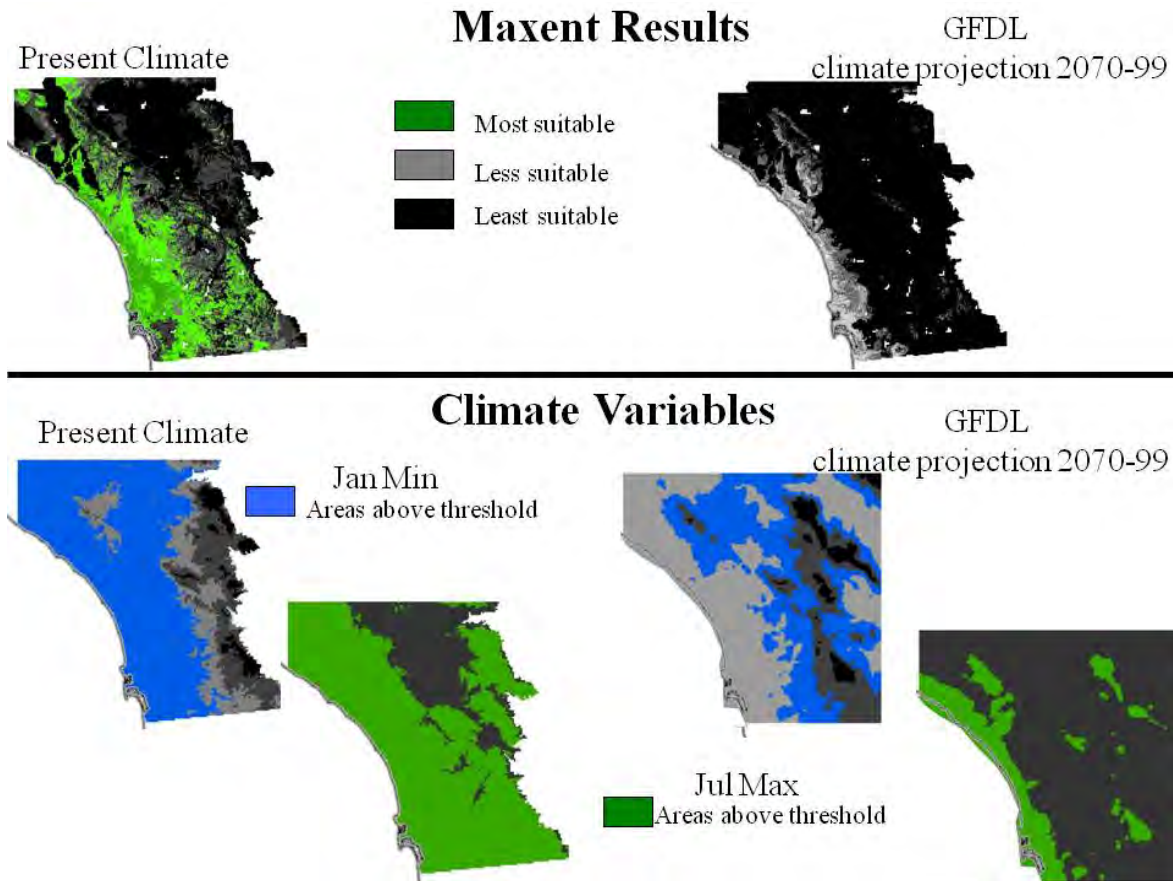 Maxent Results
Present Climate
GFDL
climate projection 2070-99
Most suitable
Less suitable
Least suitable
Climate Variables
Present Climate
GFDL
climate projection 2070-99
Jan Min
Areas above threshold
Jul Max
Areas above threshold